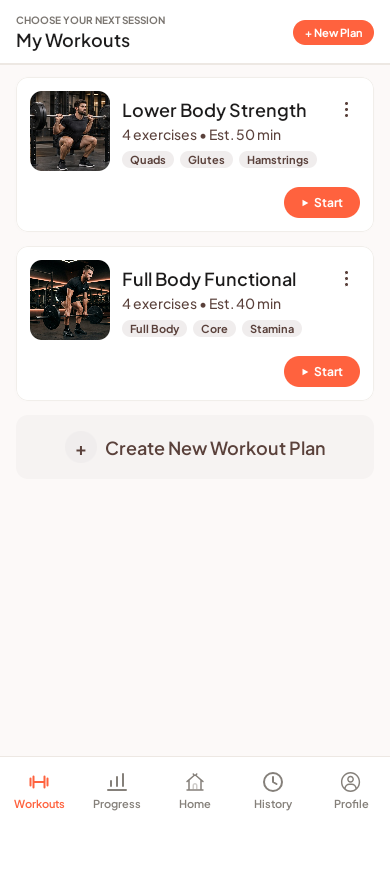 CHOOSE YOUR NEXT SESSION
My Workouts
+ New Plan
Lower Body Strength
4 exercises • Est. 50 min
Quads Glutes Hamstrings
Start
Full Body Functional
4 exercises • Est. 40 min
Full Body Core Stamina
Start
+ Create New Workout Plan
Workouts Progress Home History Profile